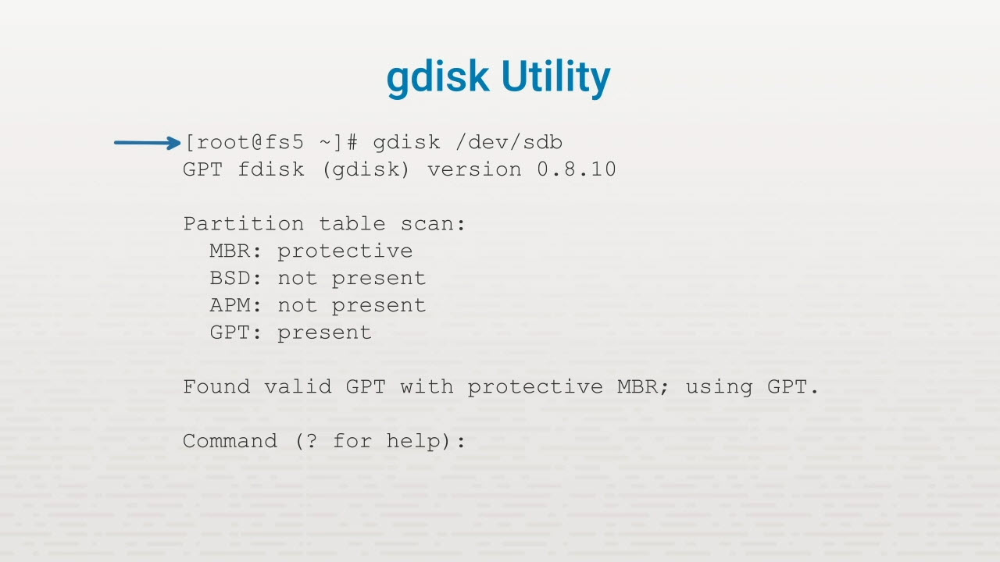 gdisk Utility
[root@fs5 ~]# gdisk /dev/sdb
GPT fdisk (gdisk) version 0.8.10
Partition table scan:
MBR: protective
BSD: not present
APM: not present
GPT: present
Found valid GPT with protective MBR; using GPT.
Command (? for help):